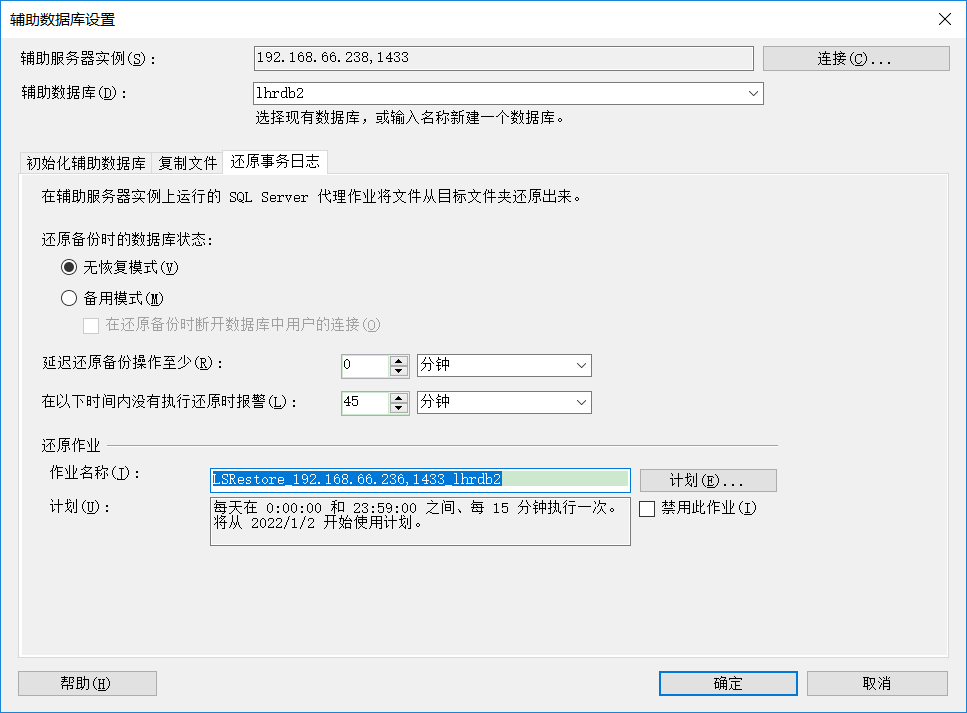 辅助数据库设置
辅助服务器实例(S): 192.168.66.238,1433 连接(C)...
辅助数据库(D): lhrdb2
选择现有数据库，或输入名称新建一个数据库。
初始化辅助数据库 复制文件 还原事务日志
在辅助服务器实例上运行的 SQL Server 代理作业将文件从目标文件夹还原出来。
还原备份时的数据库状态:
无恢复模式(V)
备用模式(M)
在还原备份时断开数据库中用户的连接(O)
延迟还原备份操作至少(R): 0 分钟
在以下时间内没有执行还原时报警(L): 45 分钟
还原作业
作业名称(J): LSRestore_192.168.66.236,1433_lhrdb2 计划(E)...
计划(U): 每天在 0:00:00 和 23:59:00 之间、每 15 分钟执行一次。 禁用此作业(I)
将从 2022/1/2 开始使用计划。
帮助(H) 确定 取消